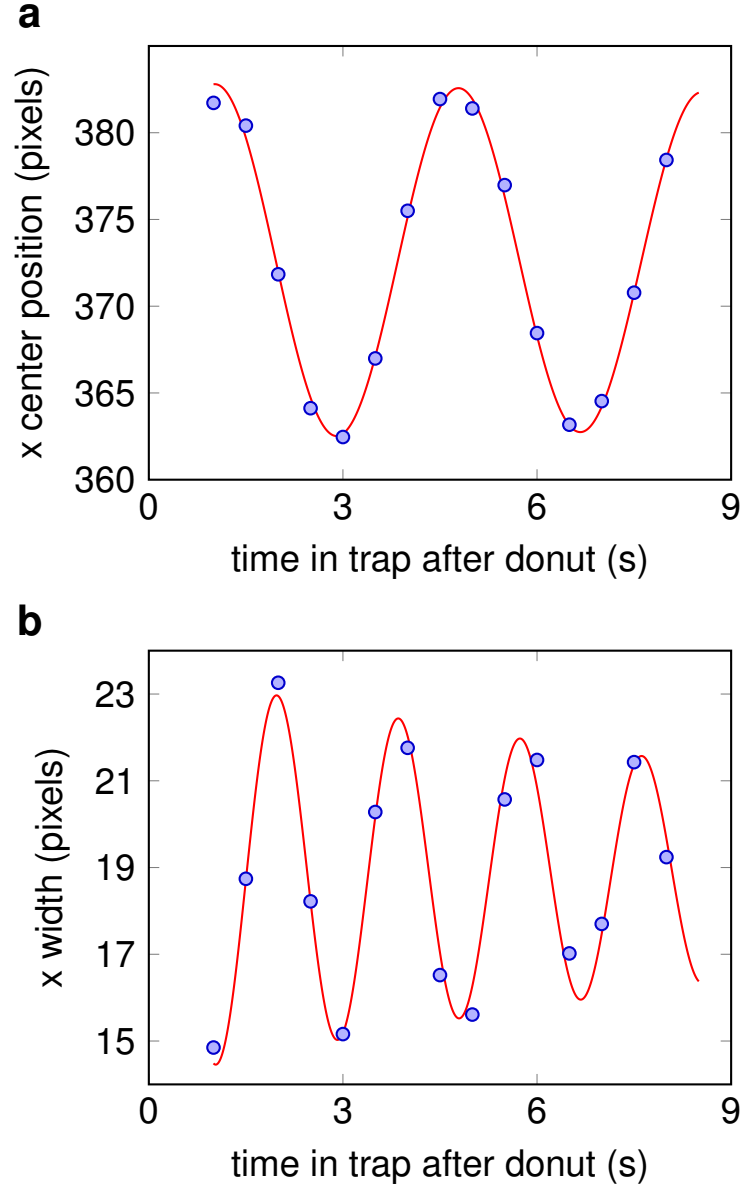 a
x center position (pixels)
380
375
370
365
360
0 3 6 9
time in trap after donut (s)
b
x width (pixels)
23
21
19
17
15
0 3 6 9
time in trap after donut (s)